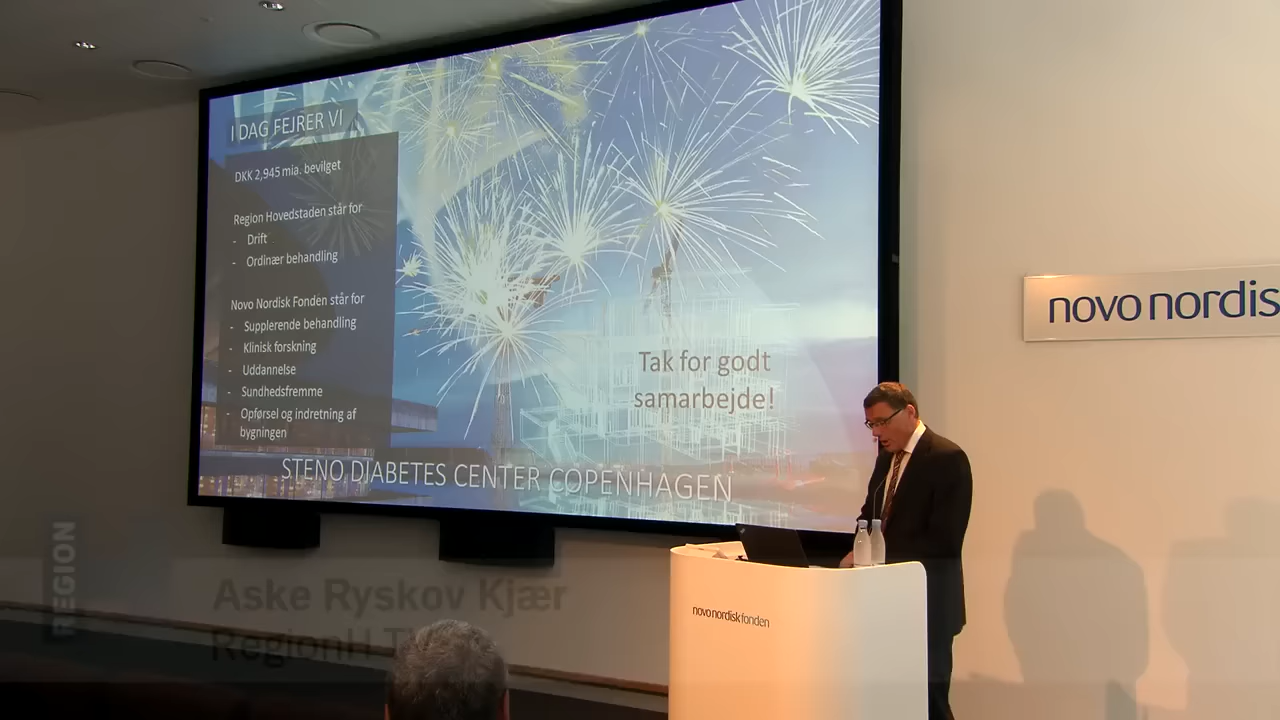 I DAG FEJRER VI
DKK 2,945 mia. bevilget
Region Hovedstaden står for
- Drift
- Ordinær behandling
Novo Nordisk Fonden står for
- Supplerende behandling
- Klinisk forskning
- Uddannelse
- Sundhedsfremme
- Opførsel og indretning af
bygningen
Tak for godt
samarbejde!
STENO DIABETES CENTER COPENHAGEN
novo nordis
novo nordisk fonden
REGION
Aske Ryskov Kjær
RegionH